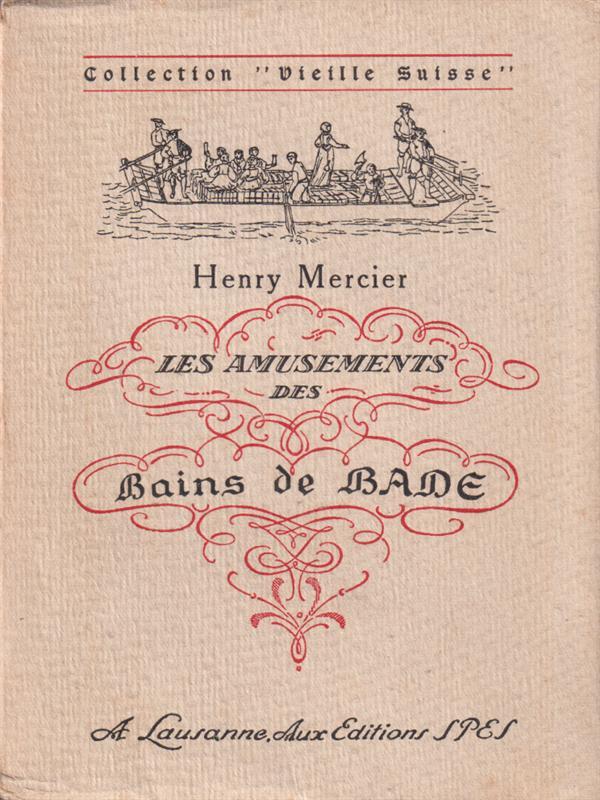 Collection "Vieille Suisse"
Henry Mercier
LES AMUSEMENTS
DES
Bains de BADE
A Lausanne, Aux Editions SPES